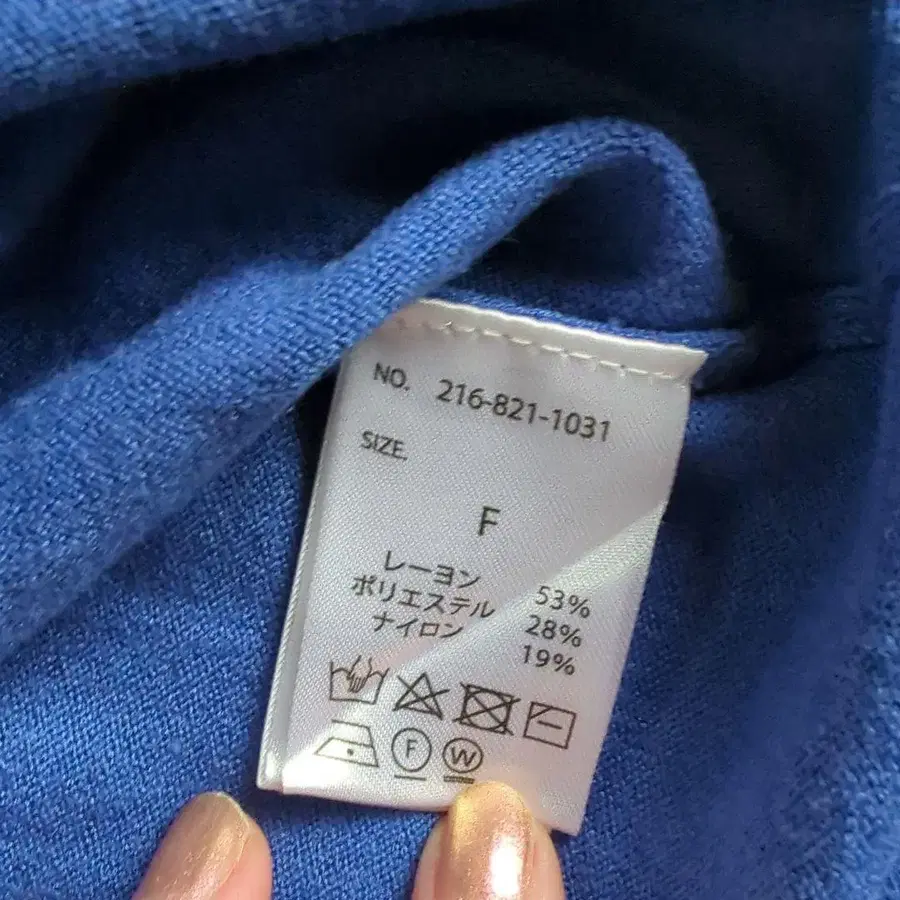 NO. 216-821-1031
SIZE.
F
レーヨン 53%
ポリエステル 28%
ナイロン 19%
F W